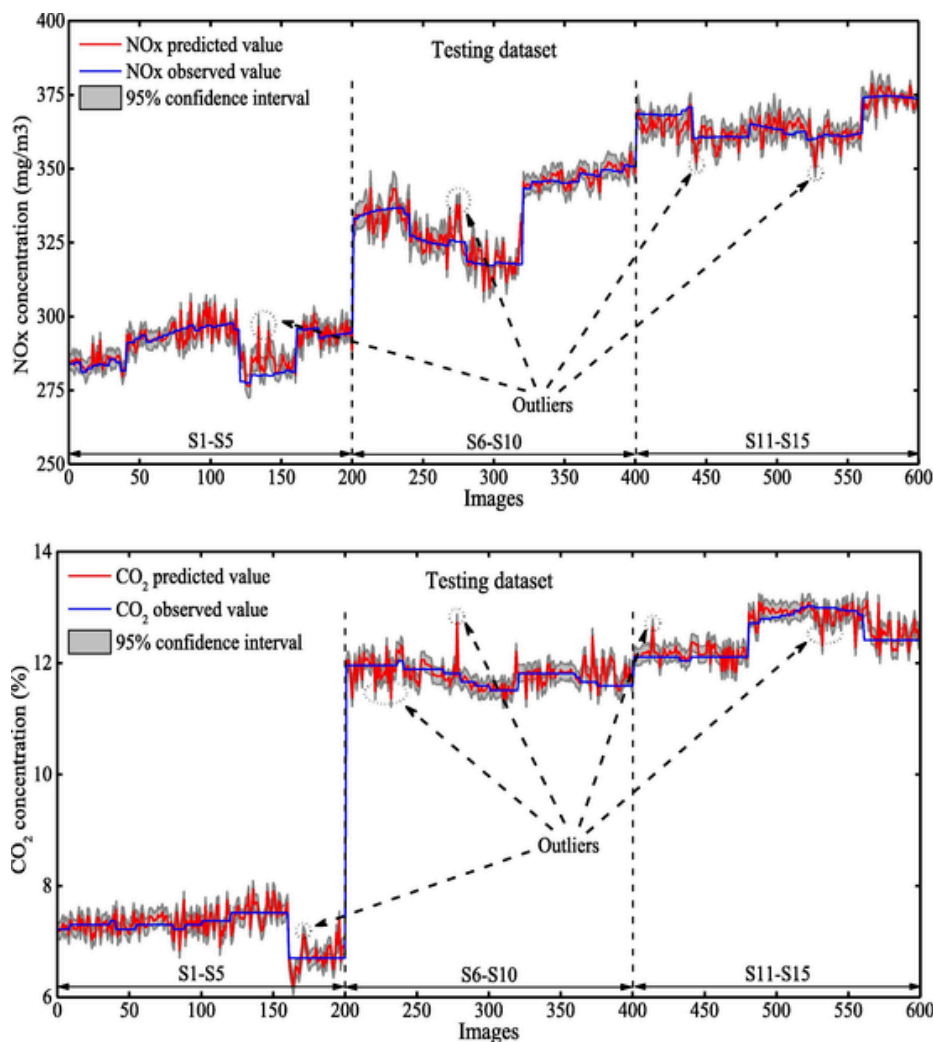 400
375
350
325
300
275
250
NOx concentration (mg/m3)
NOx predicted value
NOx observed value
95% confidence interval
Testing dataset
Outliers
S1-S5
S6-S10
S11-S15
0 50 100 150 200 250 300 350 400 450 500 550 600
Images
14
12
10
8
6
CO₂ concentration (%)
CO₂ predicted value
CO₂ observed value
95% confidence interval
Testing dataset
Outliers
S1-S5
S6-S10
S11-S15
0 50 100 150 200 250 300 350 400 450 500 550 600
Images